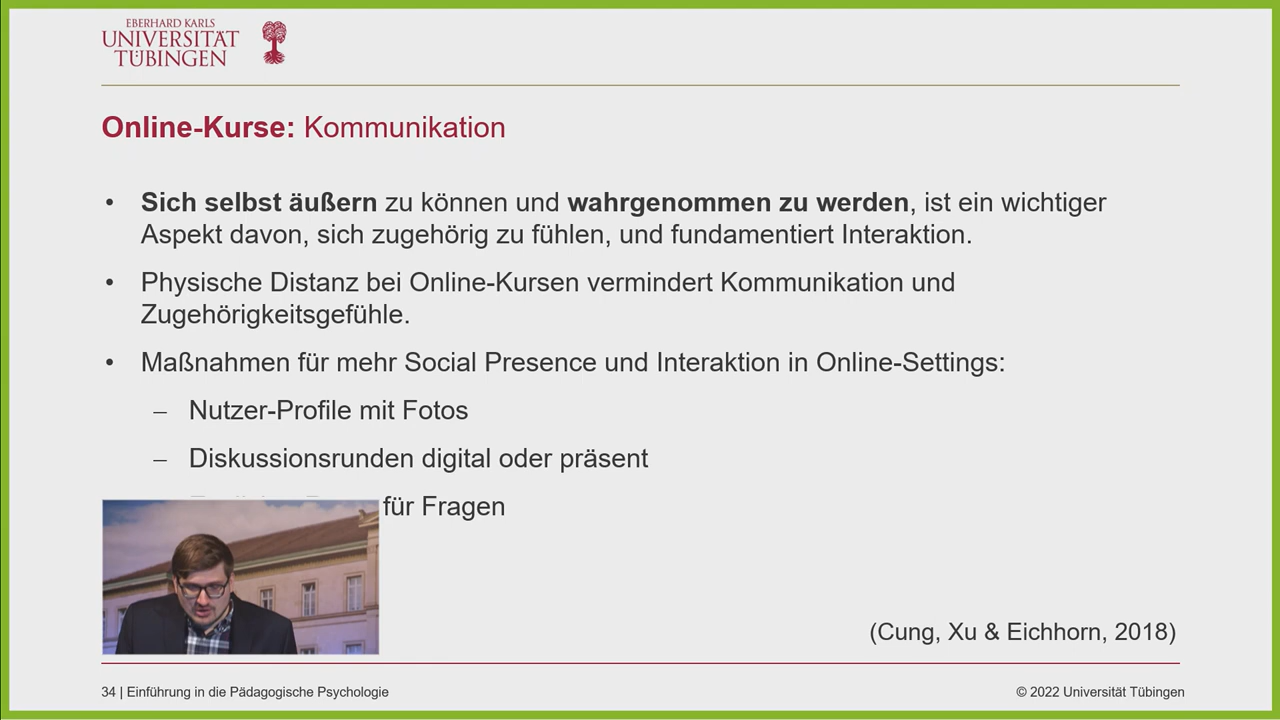 EBERHARD KARLS
UNIVERSITÄT
TÜBINGEN
Online-Kurse: Kommunikation
• Sich selbst äußern zu können und wahrgenommen zu werden, ist ein wichtiger
Aspekt davon, sich zugehörig zu fühlen, und fundamentiert Interaktion.
• Physische Distanz bei Online-Kursen vermindert Kommunikation und
Zugehörigkeitsgefühle.
• Maßnahmen für mehr Social Presence und Interaktion in Online-Settings:
– Nutzer-Profile mit Fotos
– Diskussionsrunden digital oder präsent
für Fragen
(Cung, Xu & Eichhorn, 2018)
34 | Einführung in die Pädagogische Psychologie
© 2022 Universität Tübingen